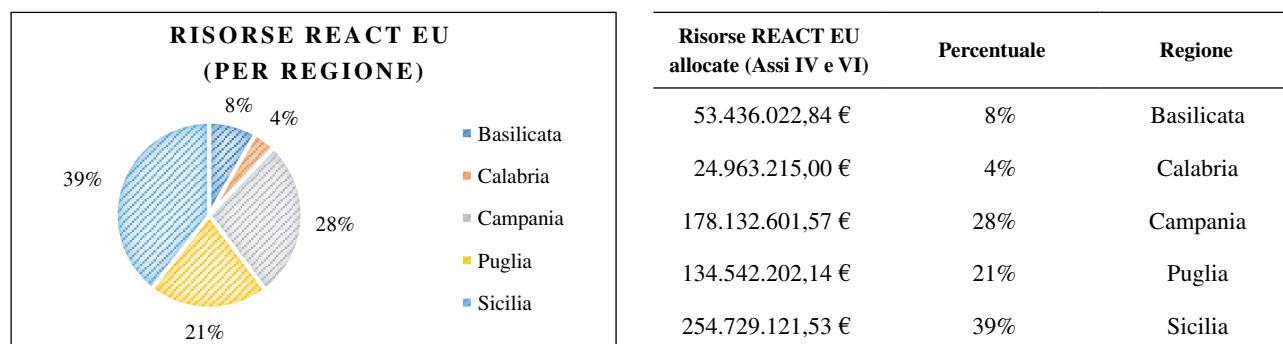 RISORSE REACT EU
(PER REGIONE)
8%
4%
28%
21%
39%
Basilicata
Calabria
Campania
Puglia
Sicilia
Risorse REACT EU
allocate (Assi IV e VI)
Percentuale
Regione
53.436.022,84 € 8% Basilicata
24.963.215,00 € 4% Calabria
178.132.601,57 € 28% Campania
134.542.202,14 € 21% Puglia
254.729.121,53 € 39% Sicilia